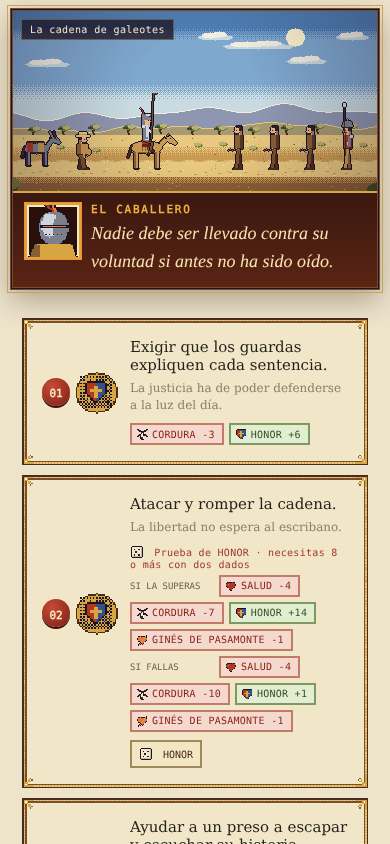 La cadena de galeotes
EL CABALLERO
Nadie debe ser llevado contra su
voluntad si antes no ha sido oído.
01
Exigir que los guardas
expliquen cada sentencia.
La justicia ha de poder defenderse
a la luz del día.
CORDURA -3 HONOR +6
02
Atacar y romper la cadena.
La libertad no espera al escribano.
Prueba de HONOR · necesitas 8
o más con dos dados
SI LA SUPERAS SALUD -4
CORDURA -7 HONOR +14
GINÉS DE PASAMONTE -1
SI FALLAS SALUD -4
CORDURA -10 HONOR +1
GINÉS DE PASAMONTE -1
HONOR
Ayudar a un preso a escapar
y escuchar su historia.